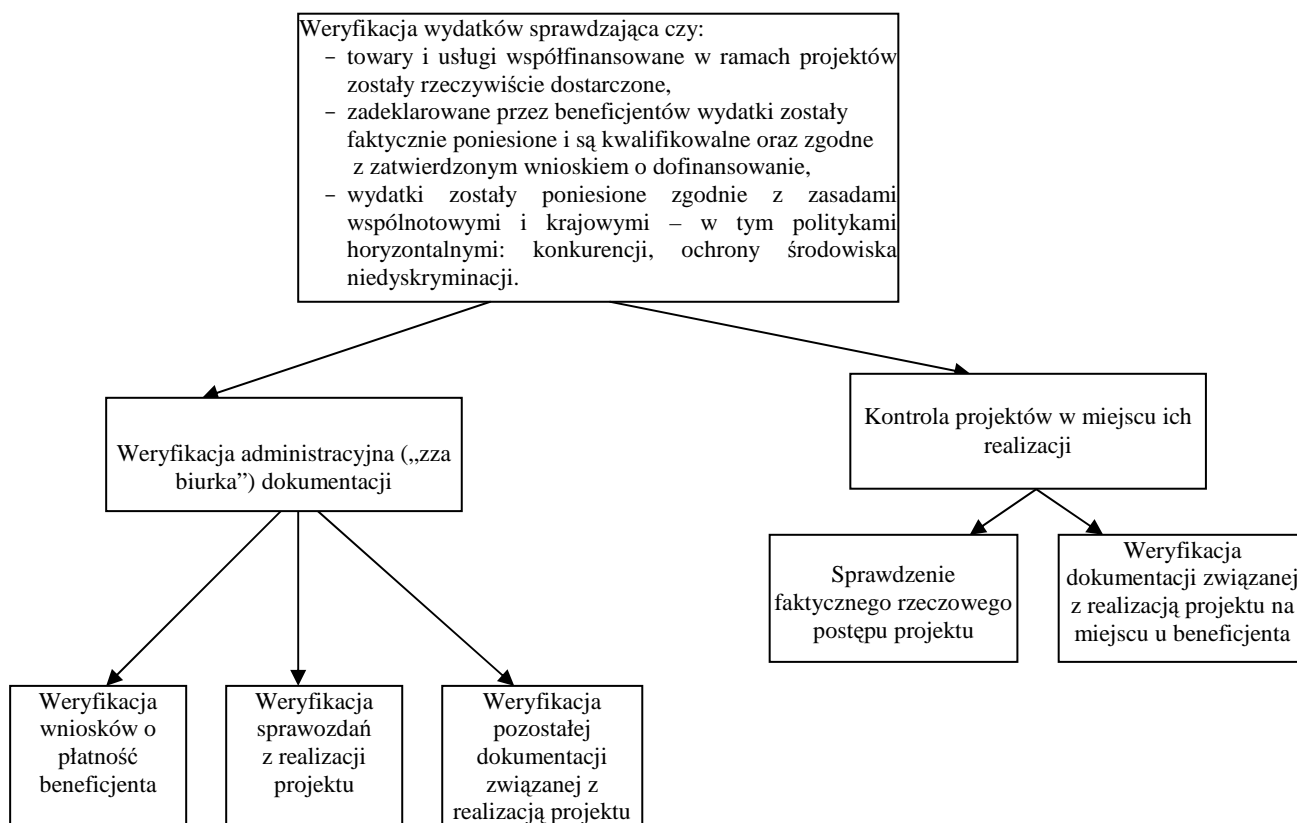 Weryfikacja wydatków sprawdzająca czy:
- towary i usługi współfinansowane w ramach projektów
zostały rzeczywiście dostarczone,
- zadeklarowane przez beneficjentów wydatki zostały
faktycznie poniesione i są kwalifikowalne oraz zgodne
z zatwierdzonym wnioskiem o dofinansowanie,
- wydatki zostały poniesione zgodnie z zasadami
wspólnotowymi i krajowymi – w tym politykami
horyzontalnymi: konkurencji, ochrony środowiska
niedyskryminacji.
Weryfikacja administracyjna („zza
biurka”) dokumentacji
Kontrola projektów w miejscu ich
realizacji
Sprawdzenie
faktycznego rzeczowego
postępu projektu
Weryfikacja
dokumentacji związanej
z realizacją projektu na
miejscu u beneficjenta
Weryfikacja
wniosków o
płatność
beneficjenta
Weryfikacja
sprawozdań
z realizacji
projektu
Weryfikacja
pozostałej
dokumentacji
związanej z
realizacją projektu